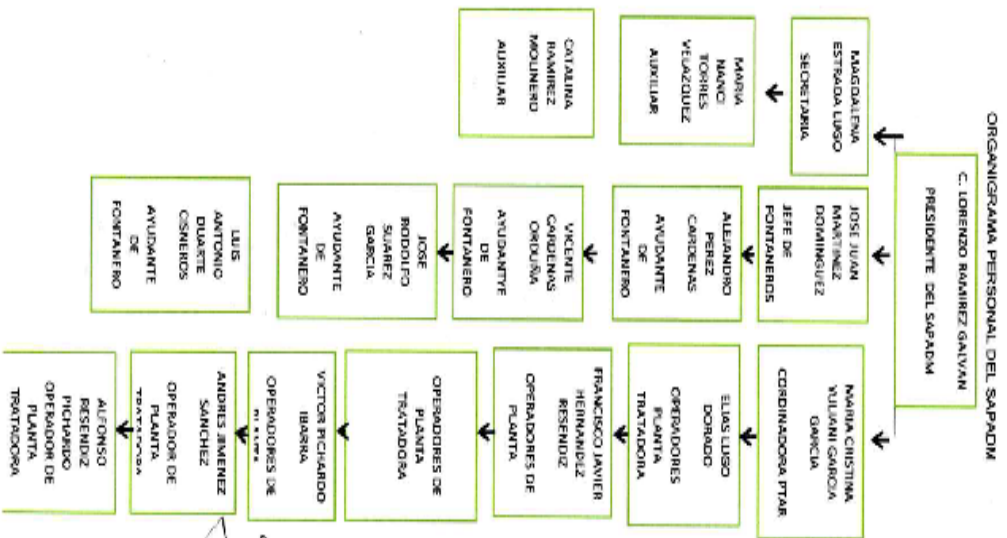 ORGANIGRAMA PERSONAL DEL SAPADM
C. LORENZO RAMIREZ GALVAN
PRESIDENTE DEL SAPADM
MAGDALENA
ESTRADA LUGO
SECRETARIA
MARIA
NANCI
TORRES
VELAZQUEZ
AUXILIAR
CATALINA
RAMIREZ
MOLINERO
AUXILIAR
JOSE JUAN
MARTINEZ
DOMINGUEZ
JEFE DE
FONTANEROS
ALEJANDRO
PEREZ
CARDENAS
AYUDANTE
DE
FONTANERO
VICENTE
CARDENAS
ORDUÑA
AYUDANTYE
DE
FONTANERO
JOSE
RODOLFO
SUAREZ
GARCIA
AYUDANTE
DE
FONTANERO
LUIS
ANTONIO
DUARTE
CISNEROS
AYUDANTE
DE
FONTANERO
MARIA CRISTINA
YULIANI GARCIA
GARCIA
CORDINADORA PTAR
ELIAS LUGO
DORADO
OPERADORES
PLANTA
TRATADORA
FRANCISCO JAVIER
HERNANDEZ
RESENDIZ
OPERADORES DE
PLANTA
OPERADORES DE
PLANTA
TRATADORA
VICTOR PICHARDO
IBARRA
OPERADORES DE
ANDRES JIMENEZ
SANCHEZ
OPERADOR DE
PLANTA
TRATADORA
ALFONSO
RESENDIZ
PICHARDO
OPERADOR DE
PLANTA
TRATADORA